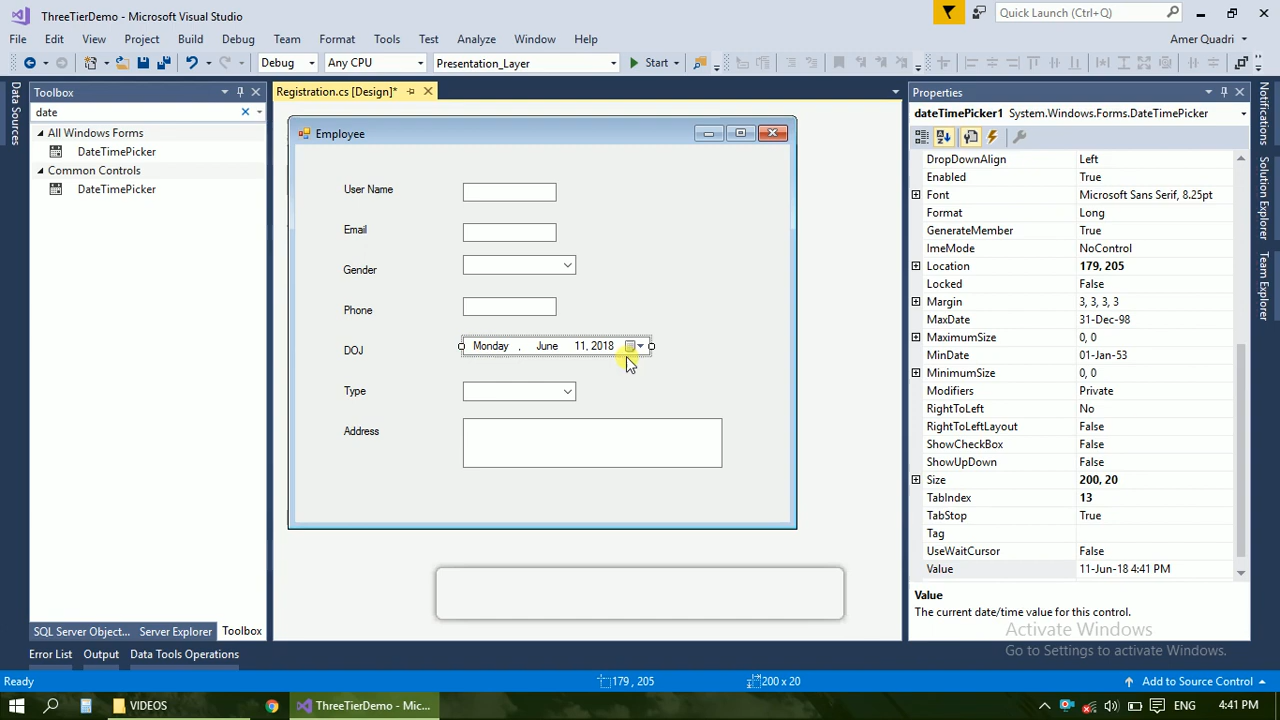 ThreeTierDemo - Microsoft Visual Studio
Quick Launch (Ctrl+Q)
File Edit View Project Build Debug Team Format Tools Test Analyze Window Help
Amer Quadri
Debug Any CPU Presentation_Layer Start
Data Sources
Toolbox
date
All Windows Forms
DateTimePicker
Common Controls
DateTimePicker
SQL Server Object... Server Explorer Toolbox
Registration.cs [Design]*
Employee
User Name
Email
Gender
Phone
DOJ Monday , June 11, 2018
Type
Address
Properties
dateTimePicker1 System.Windows.Forms.DateTimePicker
DropDownAlign Left
Enabled True
Font Microsoft Sans Serif, 8.25pt
Format Long
GenerateMember True
ImeMode NoControl
Location 179, 205
Locked False
Margin 3, 3, 3, 3
MaxDate 31-Dec-98
MaximumSize 0, 0
MinDate 01-Jan-53
MinimumSize 0, 0
Modifiers Private
RightToLeft No
RightToLeftLayout False
ShowCheckBox False
ShowUpDown False
Size 200, 20
TabIndex 13
TabStop True
Tag
UseWaitCursor False
Value 11-Jun-18 4:41 PM
Value
The current date/time value for this control.
Activate Windows
Go to Settings to activate Windows.
Notifications
Solution Explorer
Team Explorer
Error List Output Data Tools Operations
Ready 179 , 205 200 x 20 Add to Source Control
VIDEOS ThreeTierDemo - Mic... ENG 4:41 PM